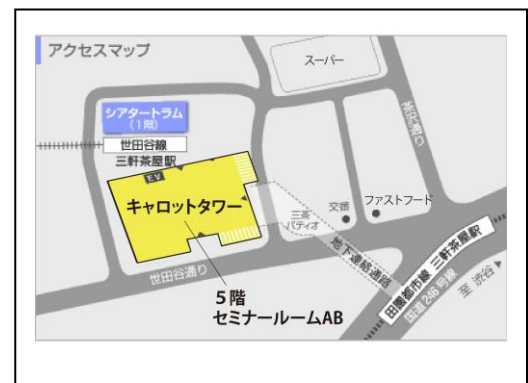 アクセスマップ
スーパー
シアタートラム
（1階）
世田谷線
三軒茶屋駅
E.V.
キャロットタワー
三茶
パティオ
交番
ファストフード
茶沢通り
地下連絡通路
世田谷通り
田園都市線 三軒茶屋駅
国道246号線
至 渋谷
5階
セミナールームAB